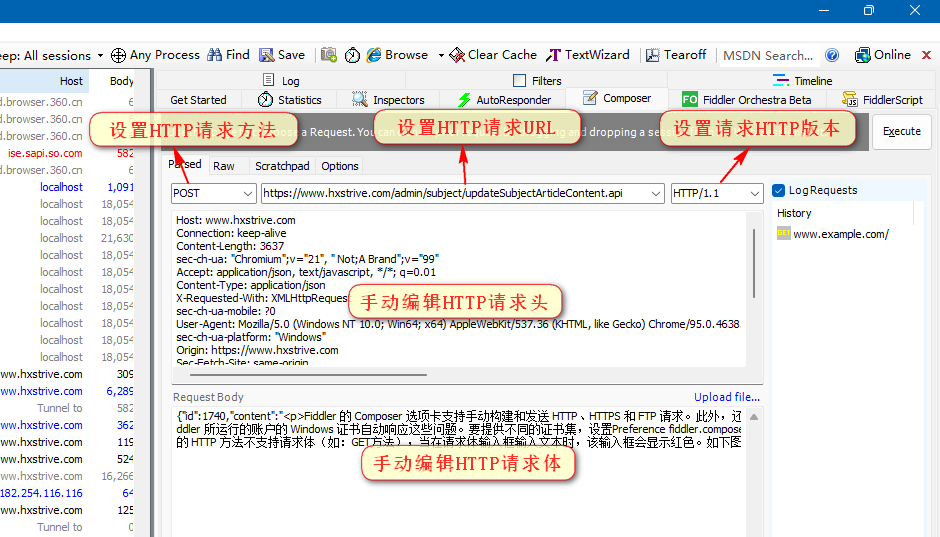 eep: All sessions Any Process Find Save Browse Clear Cache TextWizard Tearoff MSDN Search... Online
Host Body
Log Filters Timeline
Get Started Statistics Inspectors AutoResponder Composer Fiddler Orchestra Beta FiddlerScript
d.browser.360.cn 6
d.browser.360.cn 6
d.browser.360.cn 6
ise.sapi.so.com 582
d.browser.360.cn 6
localhost 1,091
localhost 18,054
localhost 18,054
localhost 21,630
localhost 18,054
localhost 18,054
localhost 18,054
localhost 18,054
localhost 18,054
localhost 18,054
localhost 18,054
ww.hxstrive.com 309
ww.hxstrive.com 6,289
Tunnel to 582
ww.hxstrive.com 362
ww.hxstrive.com 119
ww.hxstrive.com 524
ww.hxstrive.com 16,266
182.254.116.116 64
ww.hxstrive.com 125
Tunnel to 0
设置HTTP请求方法
设置HTTP请求URL
设置请求HTTP版本
a Request. You can
and dropping a
Execute
Parsed Raw Scratchpad Options
POST https://www.hxstrive.com/admin/subject/updateSubjectArtideContent.api HTTP/1.1
Log Requests
History
www.example.com/
Host: www.hxstrive.com
Connection: keep-alive
Content-Length: 3637
sec-ch-ua: "Chromium";v="21", " Not;A Brand";v="99"
Accept: application/json, text/javascript, */*; q=0.01
Content-Type: application/json
X-Requested-With: XMLHttpReques
手动编辑HTTP请求头
sec-ch-ua-mobile: ?0
User-Agent: Mozilla/5.0 (Windows NT 10.0; Win64; x64) AppleWebKit/537.36 (KHTML, like Gecko) Chrome/95.0.4638
sec-ch-ua-platform: "Windows"
Origin: https://www.hxstrive.com
Sec-Fetch-Site: same-origin
Request Body Upload file...
{"id":1740,"content":"<p>Fiddler 的 Composer 选项卡支持手动构建和发送 HTTP、HTTPS 和 FTP 请求。此外，还
ddler 所运行的账户的 Windows 证书自动响应这些问题。要提供不同的证书集，设置Preference fiddler.compose
的 HTTP 方法不支持请求体（如：GET方法），当在请求体输入框输入文本时，该输入框会显示红色。如下图
手动编辑HTTP请求体